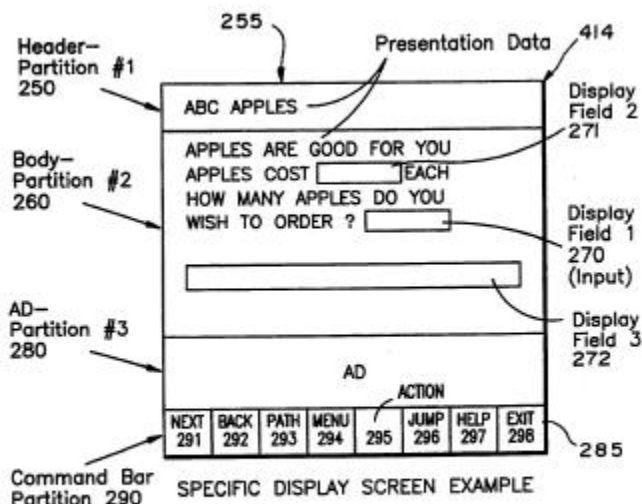 255
Presentation Data
414
Header–
Partition #1
250
ABC APPLES
Display
Field 2
271
Body–
Partition #2
260
APPLES ARE GOOD FOR YOU
APPLES COST EACH
HOW MANY APPLES DO YOU
WISH TO ORDER ?
Display
Field 1
270
(Input)
AD–
Partition #3
280
Display
Field 3
272
AD
ACTION
NEXT BACK PATH MENU JUMP HELP EXIT
291 292 293 294 295 296 297 298
285
Command Bar
Partition 290
SPECIFIC DISPLAY SCREEN EXAMPLE